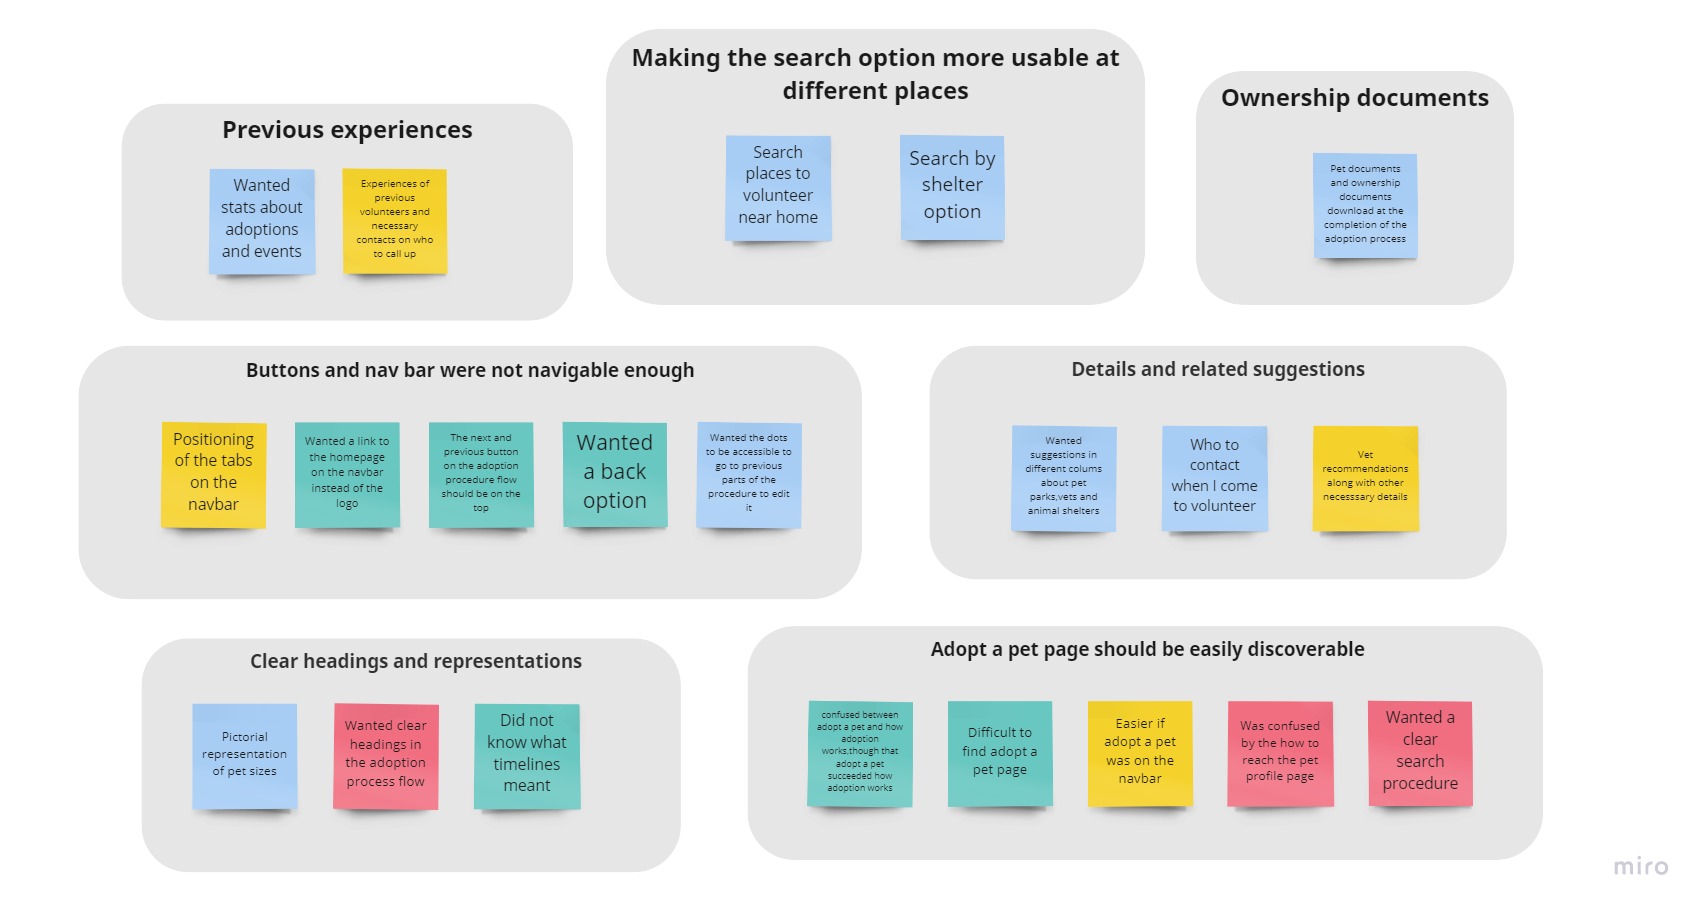 Making the search option more usable at
different places
Ownership documents
Previous experiences
Wanted
stats about
adoptions
and events
Experiences of
previous
volunteers and
necessary
contacts on who
to call up
Search
places to
volunteer
near home
Search by
shelter
option
Pet documents
and ownership
documents
download at the
completion of the
adoption process
Buttons and nav bar were not navigable enough
Positioning
of the tabs
on the
navbar
Wanted a link to
the homepage
on the navbar
instead of the
logo
The next and
previous button
on the adoption
procedure flow
should be on the
top
Wanted
a back
option
Wanted the dots
to be accessible to
go to previous
parts of the
procedure to edit
it
Details and related suggestions
Wanted
suggestions in
different colums
about pet
parks,vets and
animal shelters
Who to
contact
when I come
to volunteer
Vet
recommendations
along with other
necesssary details
Clear headings and representations
Pictorial
representation
of pet sizes
Wanted clear
headings in
the adoption
process flow
Did not
know what
timelines
meant
Adopt a pet page should be easily discoverable
confused between
adopt a pet and how
adoption
works,though that
adopt a pet
succeeded how
adoption works
Difficult to
find adopt a
pet page
Easier if
adopt a pet
was on the
navbar
Was confused
by the how to
reach the pet
profile page
Wanted a
clear
search
procedure
miro